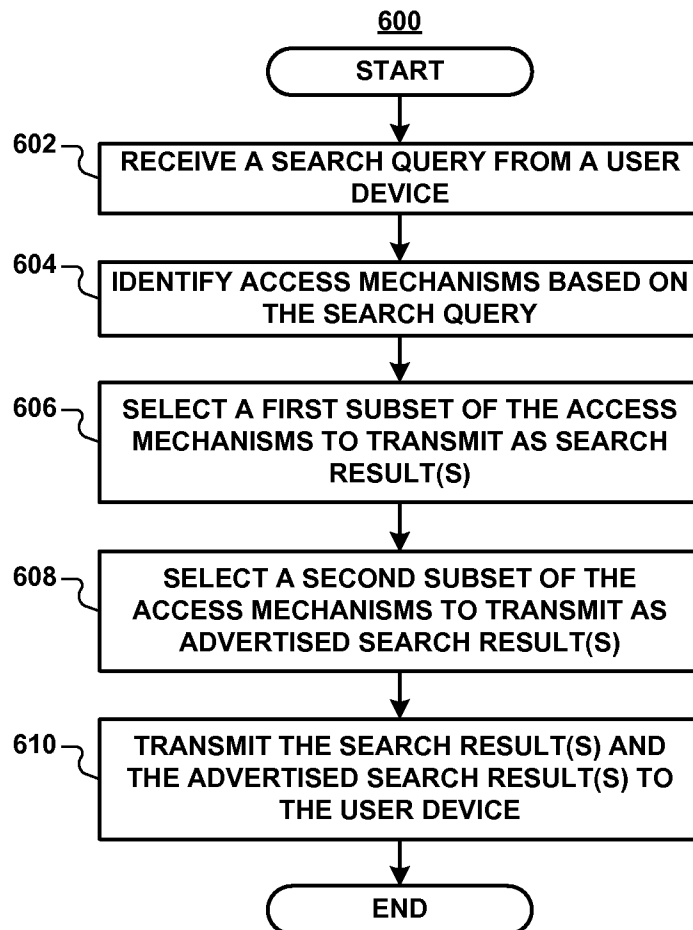 600
START
602
RECEIVE A SEARCH QUERY FROM A USER
DEVICE
604
IDENTIFY ACCESS MECHANISMS BASED ON
THE SEARCH QUERY
606
SELECT A FIRST SUBSET OF THE ACCESS
MECHANISMS TO TRANSMIT AS SEARCH
RESULT(S)
608
SELECT A SECOND SUBSET OF THE
ACCESS MECHANISMS TO TRANSMIT AS
ADVERTISED SEARCH RESULT(S)
610
TRANSMIT THE SEARCH RESULT(S) AND
THE ADVERTISED SEARCH RESULT(S) TO
THE USER DEVICE
END